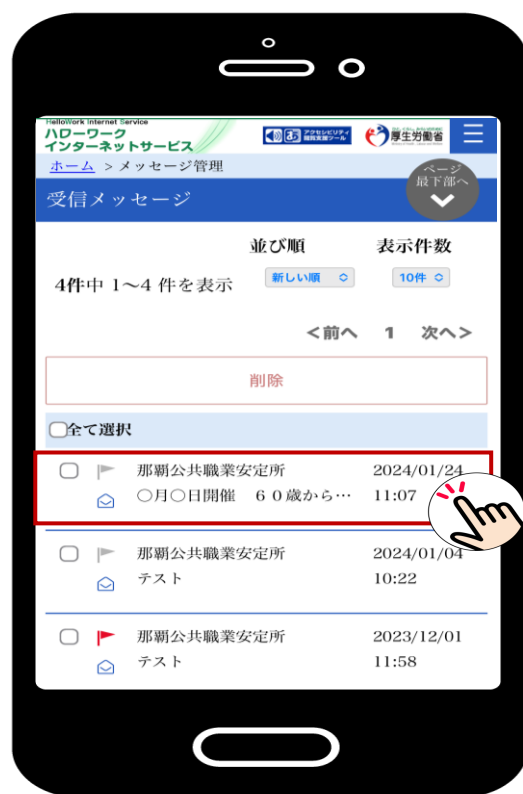 HelloWork Internet Service
ハローワーク
インターネットサービス
アクセシビリティ
閲覧支援ツール
厚生労働省
ホーム > メッセージ管理
受信メッセージ
ページ
最下部へ
並び順 表示件数
4件中 1～4 件を表示 新しい順 10件
<前へ 1 次へ>
削除
全て選択
那覇公共職業安定所 2024/01/24
○月○日開催 ６０歳から… 11:07
那覇公共職業安定所 2024/01/04
テスト 10:22
那覇公共職業安定所 2023/12/01
テスト 11:58